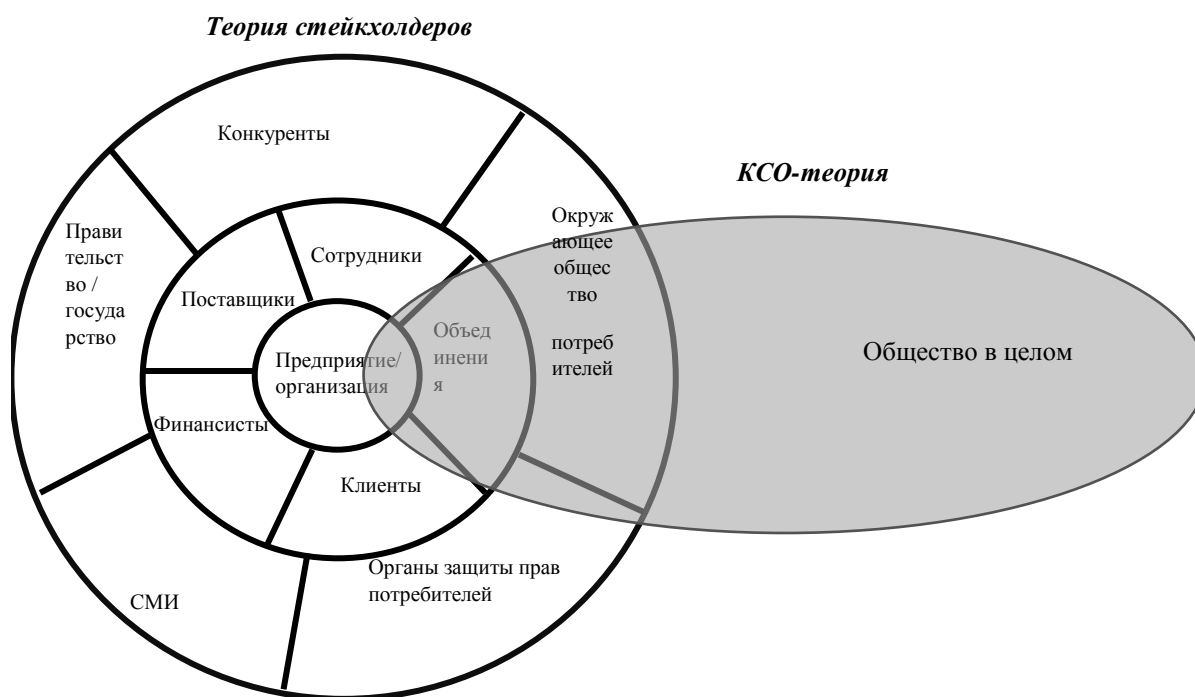 Теория стейкхолдеров
Конкуренты
КСО-теория
Прави
тельст
во /
госуда
рство
Окруж
ающее
общес
тво
потреб
ителей
Сотрудники
Поставщики
Объед
инени
я
Предприятие/
организация
Общество в целом
Финансисты
Клиенты
Органы защиты прав
потребителей
СМИ